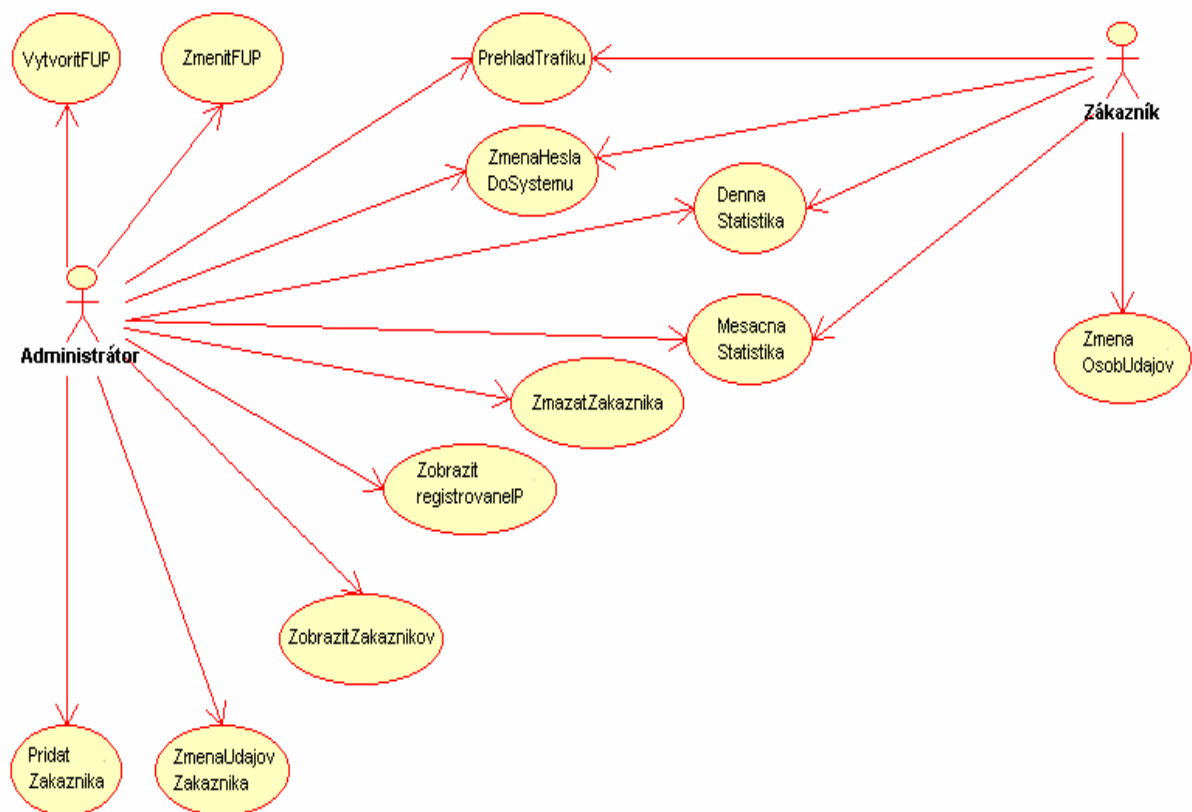 VytvoritFUP
ZmenitFUP
PrehladTrafiku
Zákazník
ZmenaHesla
DoSystemu
Denna
Statistika
Administrátor
Mesacna
Statistika
Zmena
OsobUdajov
ZmazatZakaznika
Zobrazit
registrovaneIP
ZobrazitZakaznikov
Pridat
Zakaznika
ZmenaUdajov
Zakaznika